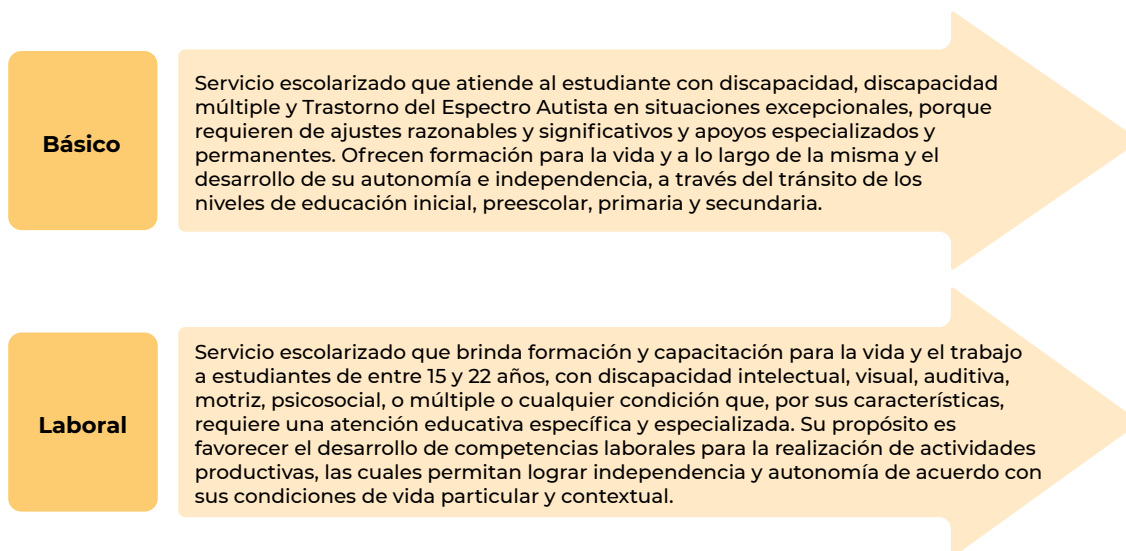 Básico
Servicio escolarizado que atiende al estudiante con discapacidad, discapacidad
múltiple y Trastorno del Espectro Autista en situaciones excepcionales, porque
requieren de ajustes razonables y significativos y apoyos especializados y
permanentes. Ofrecen formación para la vida y a lo largo de la misma y el
desarrollo de su autonomía e independencia, a través del tránsito de los
niveles de educación inicial, preescolar, primaria y secundaria.
Laboral
Servicio escolarizado que brinda formación y capacitación para la vida y el trabajo
a estudiantes de entre 15 y 22 años, con discapacidad intelectual, visual, auditiva,
motriz, psicosocial, o múltiple o cualquier condición que, por sus características,
requiere una atención educativa específica y especializada. Su propósito es
favorecer el desarrollo de competencias laborales para la realización de actividades
productivas, las cuales permitan lograr independencia y autonomía de acuerdo con
sus condiciones de vida particular y contextual.